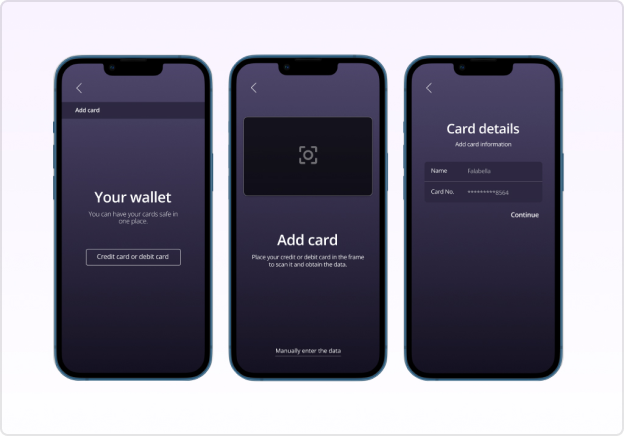 Add card
Your wallet
You can have your cards safe in
one place.
Credit card or debit card
Add card
Place your credit or debit card in the frame
to scan it and obtain the data.
Manually enter the data
Card details
Add card information
Name Falabella
Card No. *********8564
Continue